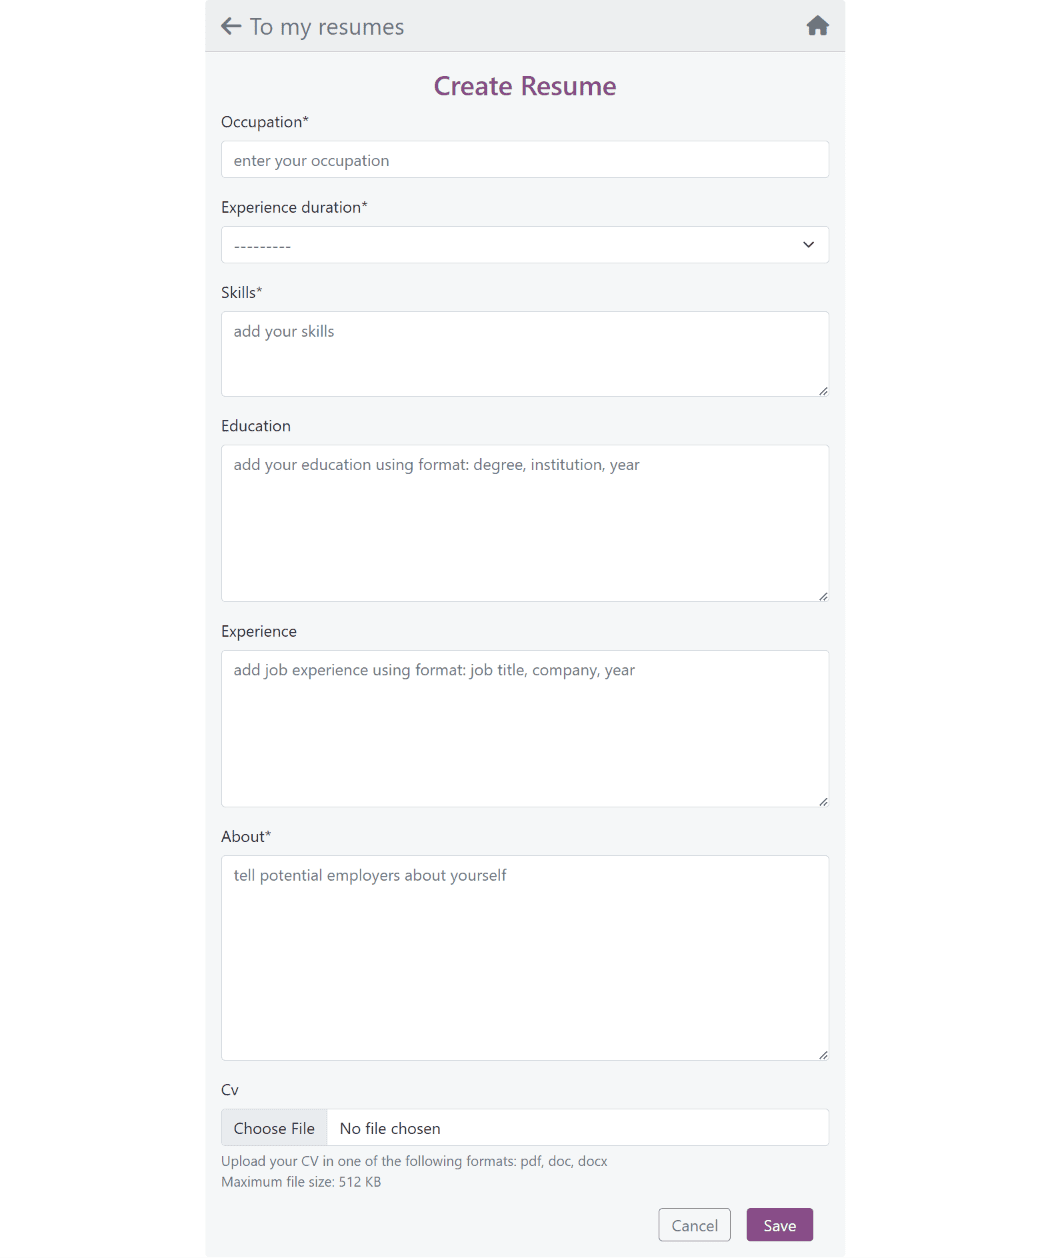 To my resumes
Create Resume
Occupation*
enter your occupation
Experience duration*
---------
Skills*
add your skills
Education
add your education using format: degree, institution, year
Experience
add job experience using format: job title, company, year
About*
tell potential employers about yourself
Cv
Choose File No file chosen
Upload your CV in one of the following formats: pdf, doc, docx
Maximum file size: 512 KB
Cancel Save